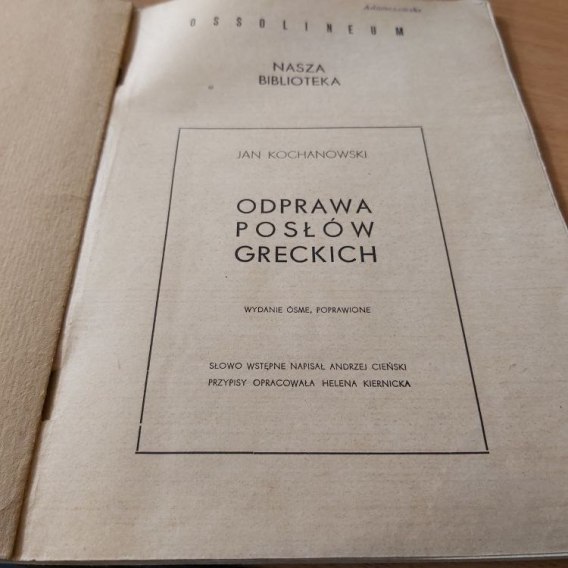 OSSOLINEUM
NASZA
BIBLIOTEKA
JAN KOCHANOWSKI
ODPRAWA
POSŁÓW
GRECKICH
WYDANIE ÓSME, POPRAWIONE
SŁOWO WSTĘPNE NAPISAŁ ANDRZEJ CIEŃSKI
PRZYPISY OPRACOWAŁA HELENA KIERNICKA